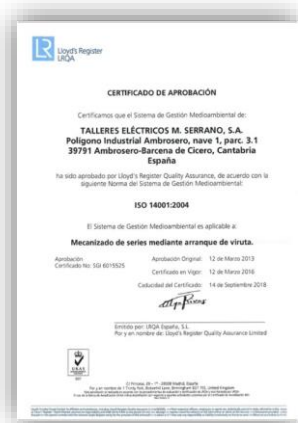 Lloyd's Register
LRQA
CERTIFICADO DE APROBACIÓN
Certificamos que el Sistema de Gestión Medioambiental de:
TALLERES ELÉCTRICOS M. SERRANO, S.A.
Polígono Industrial Ambrosero, nave 1, parc. 3.1
39791 Ambrosero-Barcena de Cicero, Cantabria
España
ha sido aprobado por Lloyd's Register Quality Assurance, de acuerdo con la
siguiente Norma del Sistema de Gestión Medioambiental:
ISO 14001:2004
El Sistema de Gestión Medioambiental es aplicable a:
Mecanizado de series mediante arranque de viruta.
Aprobación
Certificado No: SGI 6015525
Aprobación Original: 12 de Marzo 2013
Certificado en Vigor: 12 de Marzo 2016
Caducidad del Certificado: 14 de Septiembre 2018
Emitido por: LRQA España, S.L.
Por y en nombre de: Lloyd's Register Quality Assurance Limited
UKAS